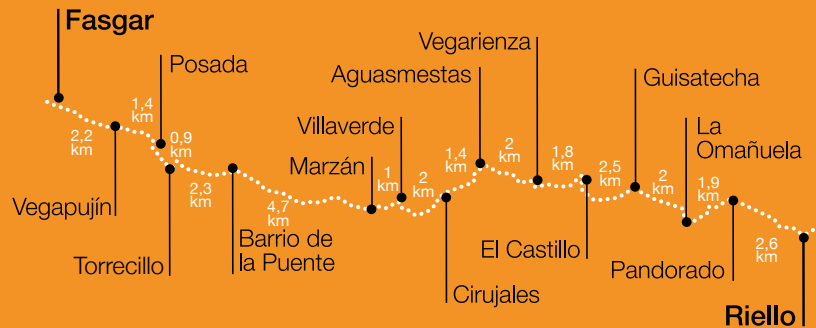 Fasgar
2,2
km
Vegapujín
1,4
km
Posada
0,9
km
Torrecillo
2,3
km
Barrio de
la Puente
4,7
km
Marzán
1
km
Villaverde
2
km
Cirujales
1,4
km
Aguasmestas
2
km
Vegarienza
1,8
km
El Castillo
2,5
km
Guisatecha
2
km
La
Omañuela
1,9
km
Pandorado
2,6
km
Riello